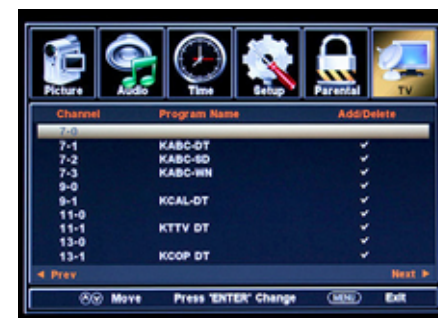 Picture Audio Time Setup Parental TV
Channel Program Name Add/Delete
7-0
7-1 KABC-DT ✓
7-2 KABC-SD ✓
7-3 KABC-WN ✓
9-0 ✓
9-1 KCAL-DT ✓
11-0 ✓
11-1 KTTV DT ✓
13-0 ✓
13-1 KCOP DT ✓
◄ Prev Next ►
Move Press 'ENTER' Change MENU Exit